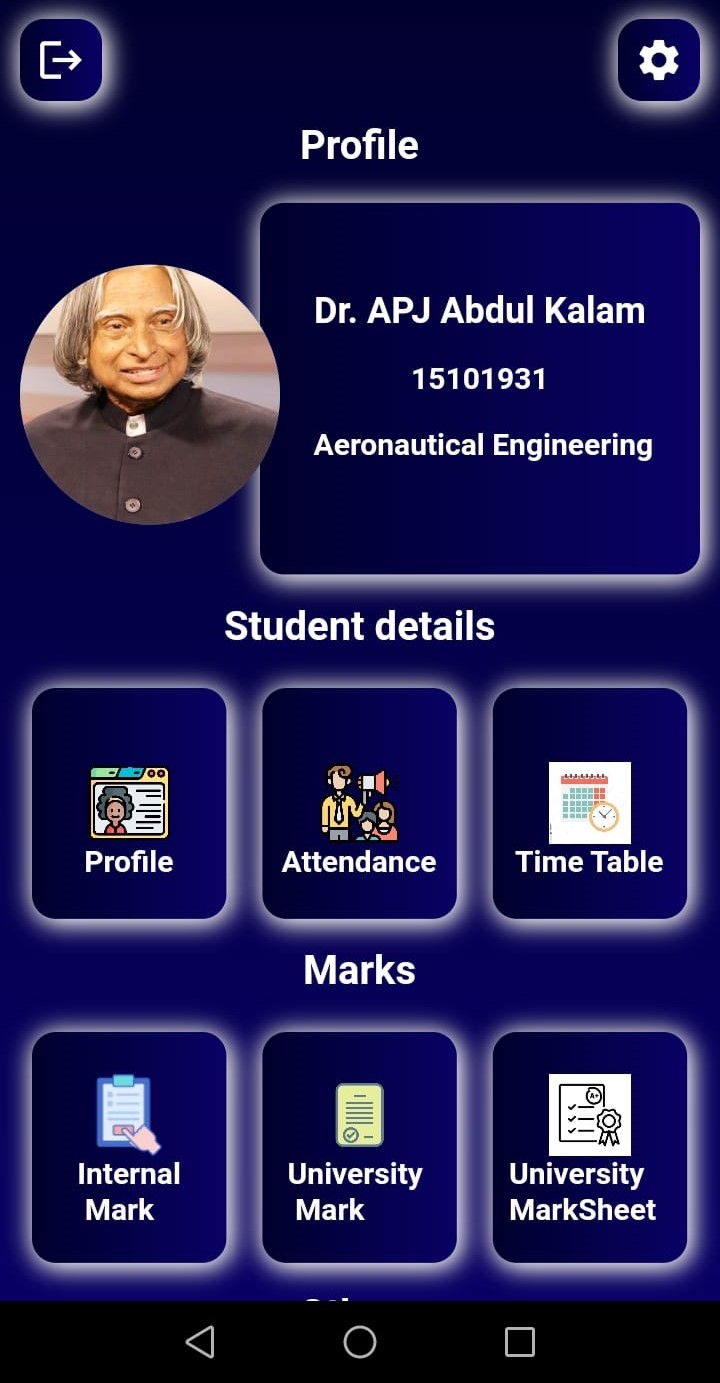 Profile
Dr. APJ Abdul Kalam
15101931
Aeronautical Engineering
Student details
Profile
Attendance
Time Table
Marks
Internal
Mark
University
Mark
A+
University
MarkSheet